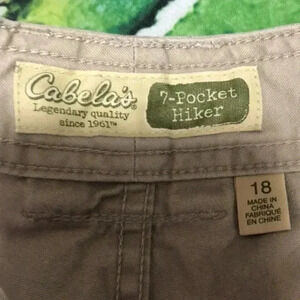 Cabela's
Legendary quality
since 1961™
7-Pocket
Hiker
18
MADE IN
CHINA
FABRIQUÉ
EN CHINE